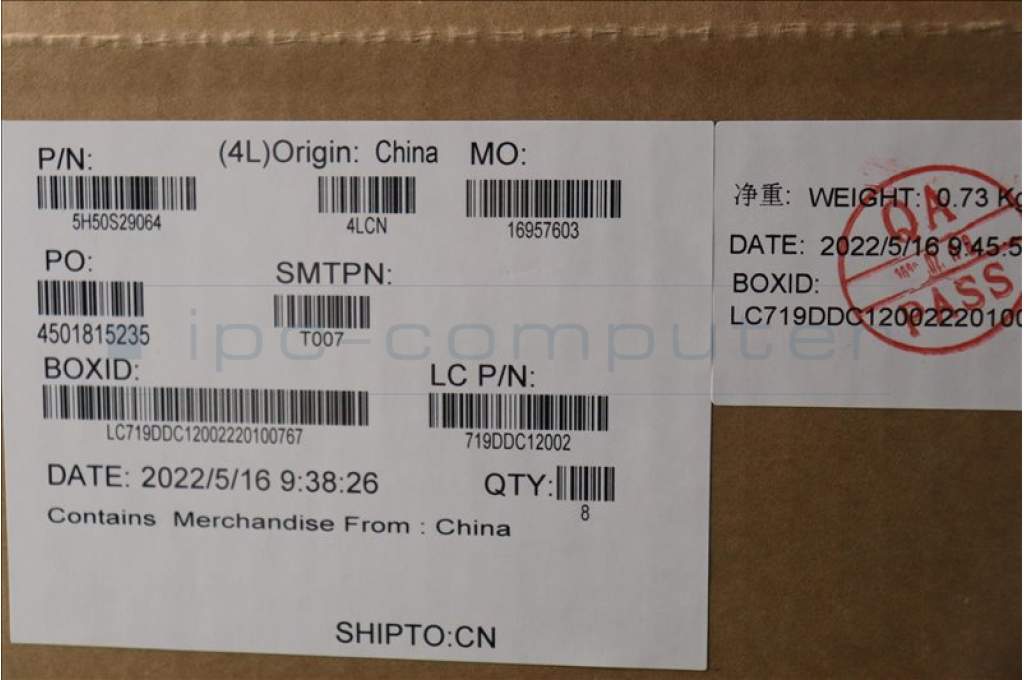 P/N:
5H50S29064
(4L)Origin: China
4LCN
MO:
16957603
PO:
4501815235
SMTPN:
T007
BOXID:
LC719DDC12002220100767
LC P/N:
719DDC12002
DATE: 2022/5/16 9:38:26
QTY:
8
Contains Merchandise From : China
SHIPTO:CN
净重: WEIGHT: 0.73 Kg
DATE: 2022/5/16 9:45:5
BOXID:
LC719DDC12002220100
QA
PASS
ipc-computer